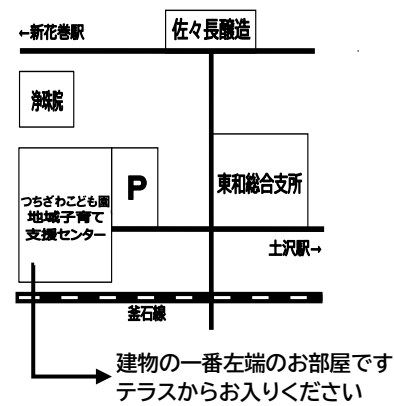 ←新花巻駅
佐々長醸造
浄珠院
つちざわこども園
地域子育て
支援センター
P
東和総合支所
土沢駅→
釜石線
建物の一番左端のお部屋です
テラスからお入りください